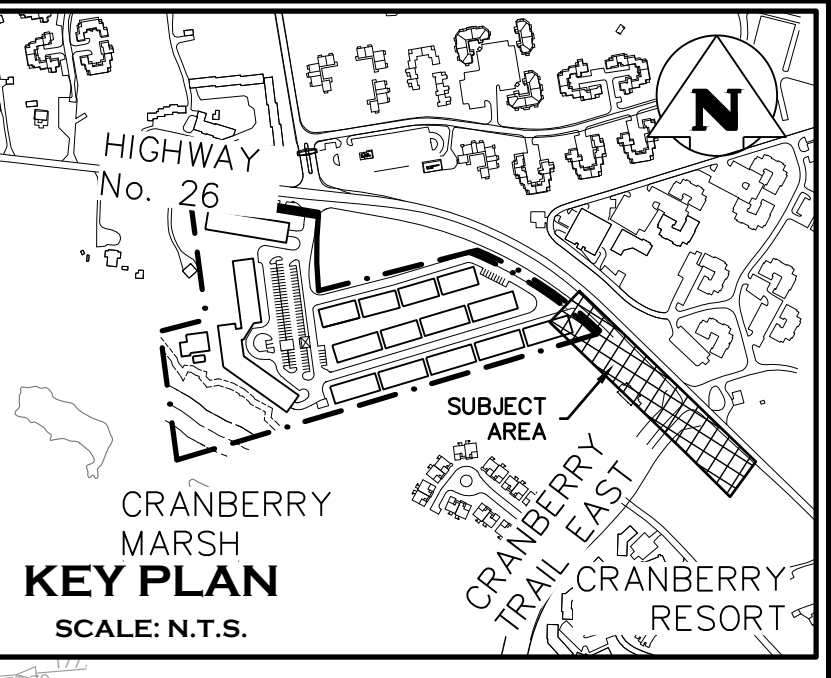 HIGHWAY
No. 26
N
SUBJECT
AREA
CRANBERRY
TRAIL EAST
CRANBERRY
MARSH
CRANBERRY
RESORT
KEY PLAN
SCALE: N.T.S.